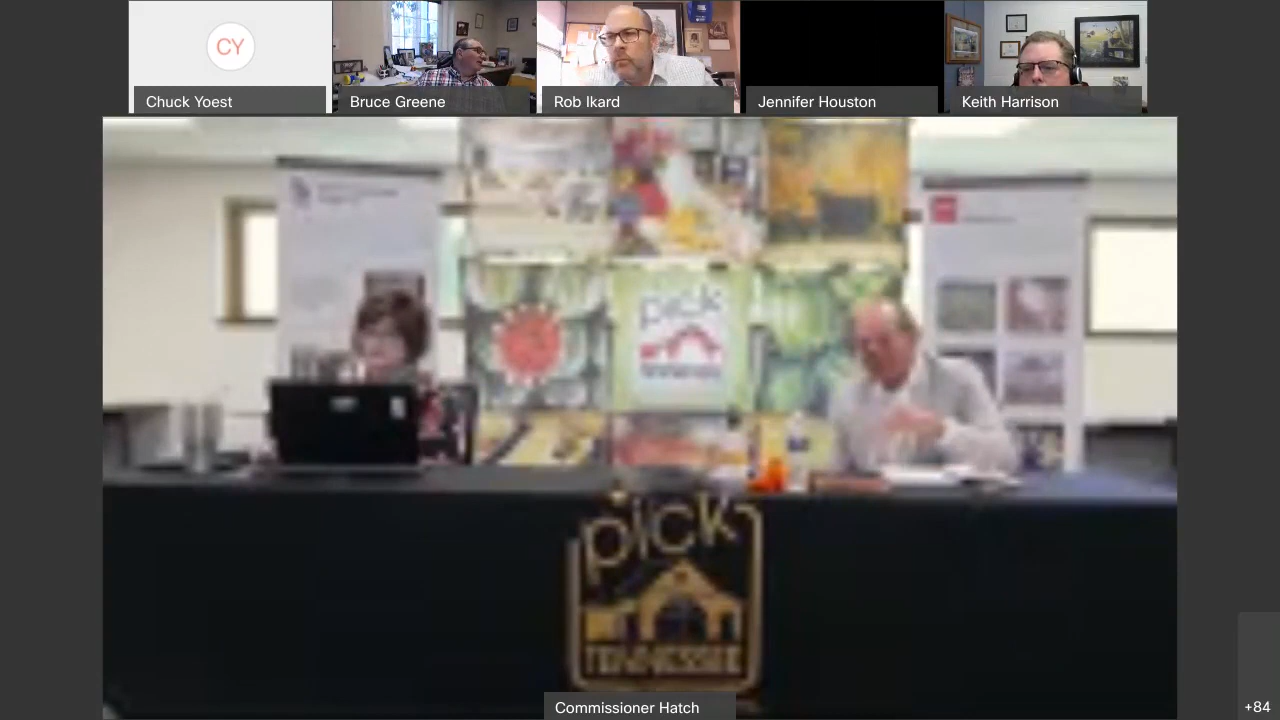 CY
Chuck Yoest
Bruce Greene
Rob Ikard
Jennifer Houston
Keith Harrison
pick
pick
TENNESSEE
Commissioner Hatch
+84